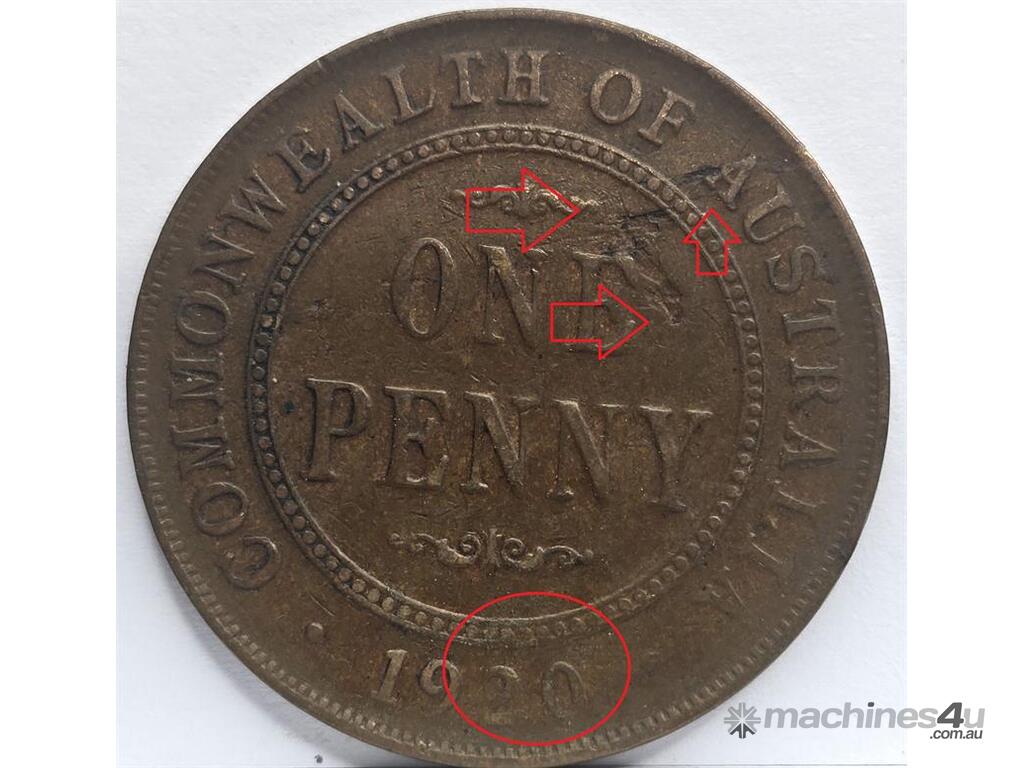 COMMONWEALTH OF AUSTRALIA
ONE
PENNY
1920
machines4u
.com.au